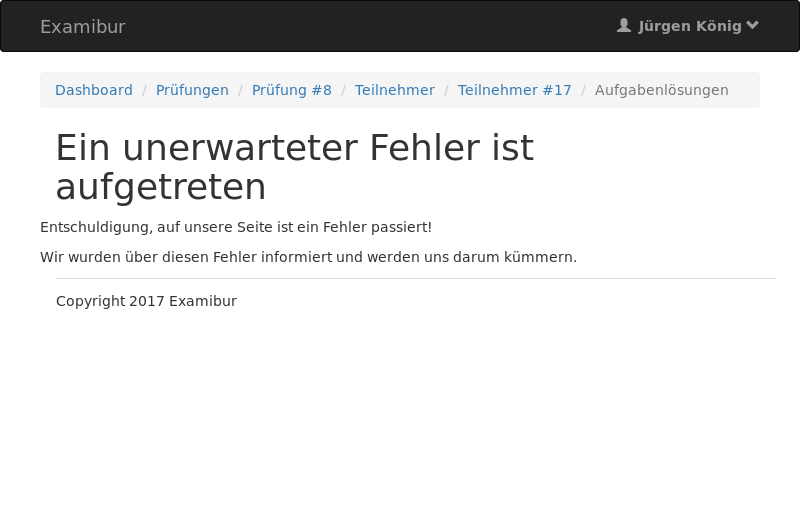 Examibur Jürgen König
Dashboard / Prüfungen / Prüfung #8 / Teilnehmer / Teilnehmer #17 / Aufgabenlösungen
Ein unerwarteter Fehler ist
aufgetreten
Entschuldigung, auf unsere Seite ist ein Fehler passiert!
Wir wurden über diesen Fehler informiert und werden uns darum kümmern.
Copyright 2017 Examibur